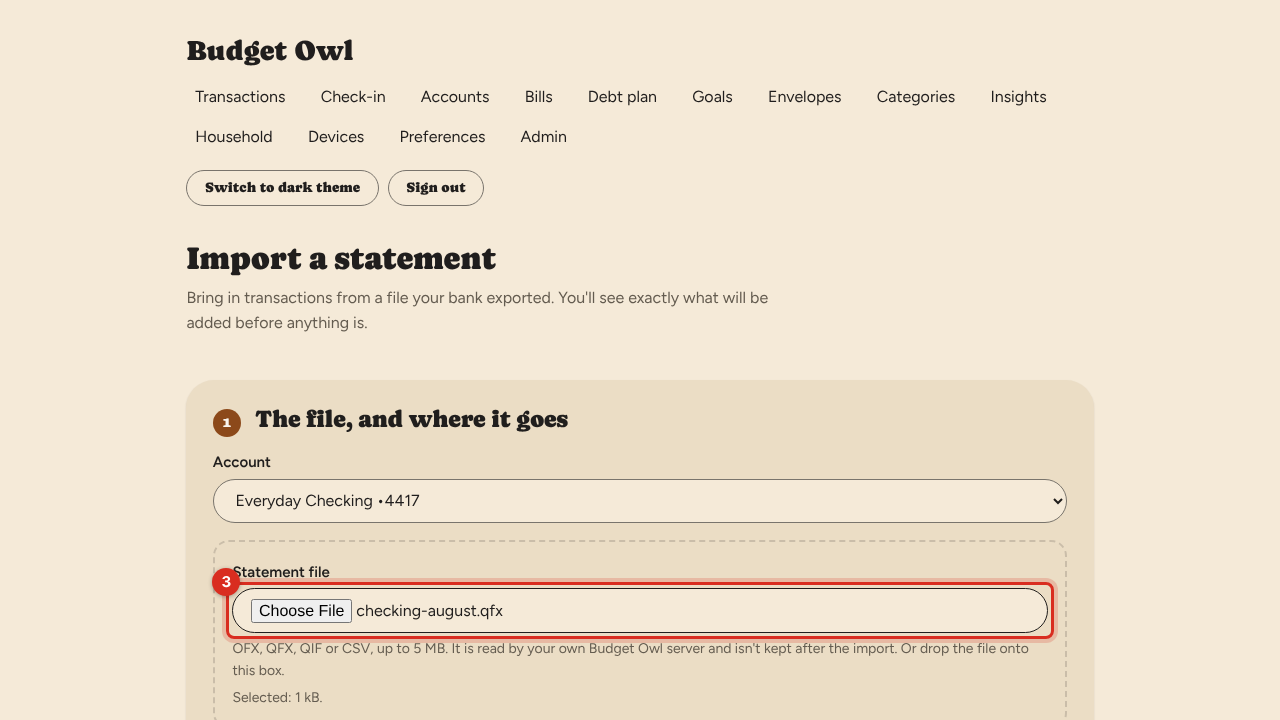 Budget Owl
Transactions Check-in Accounts Bills Debt plan Goals Envelopes Categories Insights
Household Devices Preferences Admin
Switch to dark theme Sign out
Import a statement
Bring in transactions from a file your bank exported. You'll see exactly what will be
added before anything is.
1 The file, and where it goes
Account
Everyday Checking •4417
Statement file
3
Choose File checking-august.qfx
OFX, QFX, QIF or CSV, up to 5 MB. It is read by your own Budget Owl server and isn't kept after the import. Or drop the file onto
this box.
Selected: 1 kB.